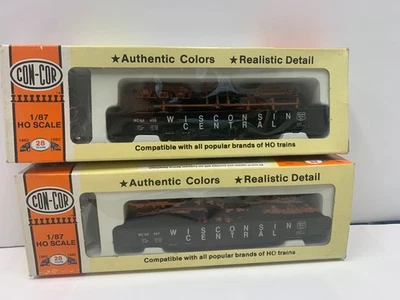 ★Authentic Colors ★Realistic Detail
CON-COR
1/87
HO SCALE
28
WISCONSIN
CENTRAL
Compatible with all popular brands of HO trains
★Authentic Colors ★Realistic Detail
CON-COR
1/87
HO SCALE
28
WISCONSIN
CENTRAL
Compatible with all popular brands of HO trains